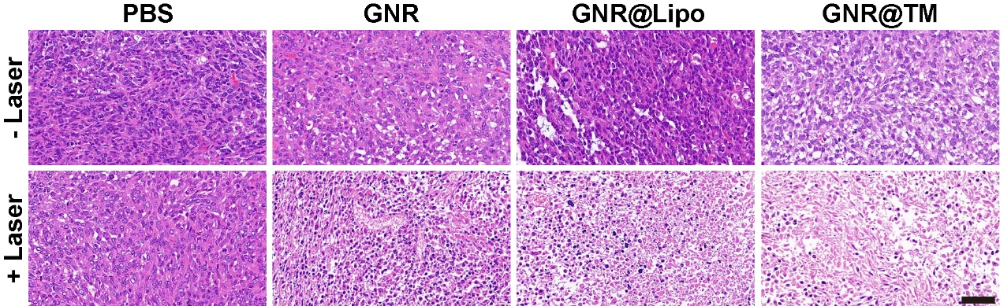 PBS GNR GNR@Lipo GNR@TM
- Laser
+ Laser